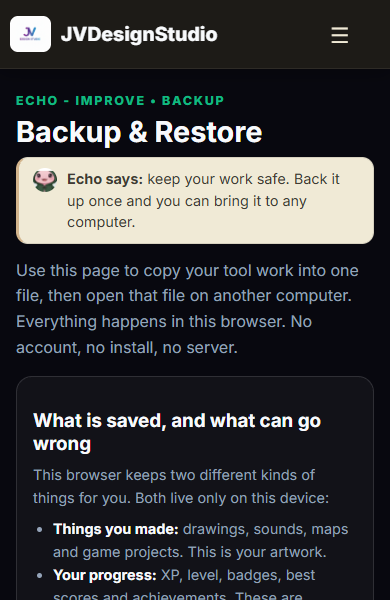 JV
JVDesignStudio
ECHO - IMPROVE • BACKUP
Backup & Restore
Echo says: keep your work safe. Back it
up once and you can bring it to any
computer.
Use this page to copy your tool work into one
file, then open that file on another computer.
Everything happens in this browser. No
account, no install, no server.
What is saved, and what can go
wrong
This browser keeps two different kinds of
things for you. Both live only on this device:
• Things you made: drawings, sounds, maps
and game projects. This is your artwork.
• Your progress: XP, level, badges, best
scores and achievements. These are